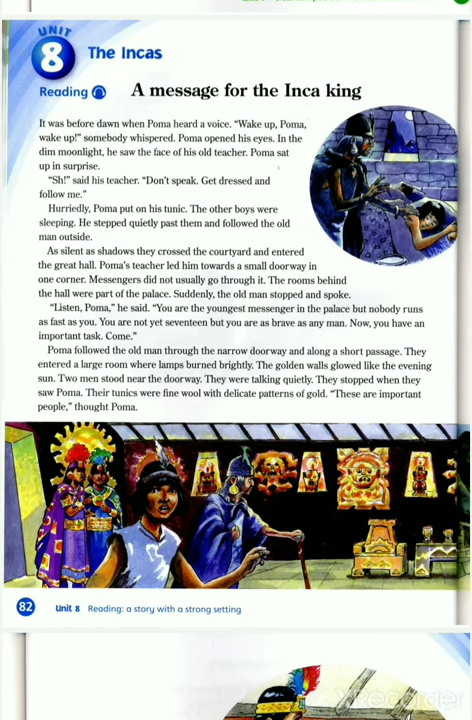 UNIT
8 The Incas
Reading A message for the Inca king
It was before dawn when Poma heard a voice. “Wake up, Poma,
wake up!” somebody whispered. Poma opened his eyes. In the
dim moonlight, he saw the face of his old teacher. Poma sat
up in surprise.
“Sh!” said his teacher. “Don’t speak. Get dressed and
follow me.”
Hurriedly, Poma put on his tunic. The other boys were
sleeping. He stepped quietly past them and followed the old
man outside.
As silent as shadows they crossed the courtyard and entered
the great hall. Poma’s teacher led him towards a small doorway in
one corner. Messengers did not usually go through it. The rooms behind
the hall were part of the palace. Suddenly, the old man stopped and spoke.
“Listen, Poma,” he said. “You are the youngest messenger in the palace but nobody runs
as fast as you. You are not yet seventeen but you are as brave as any man. Now, you have an
important task. Come.”
Poma followed the old man through the narrow doorway and along a short passage. They
entered a large room where lamps burned brightly. The golden walls glowed like the evening
sun. Two men stood near the doorway. They were talking quietly. They stopped when they
saw Poma. Their tunics were fine wool with delicate patterns of gold. “These are important
people,” thought Poma.
82 Unit 8 Reading: a story with a strong setting